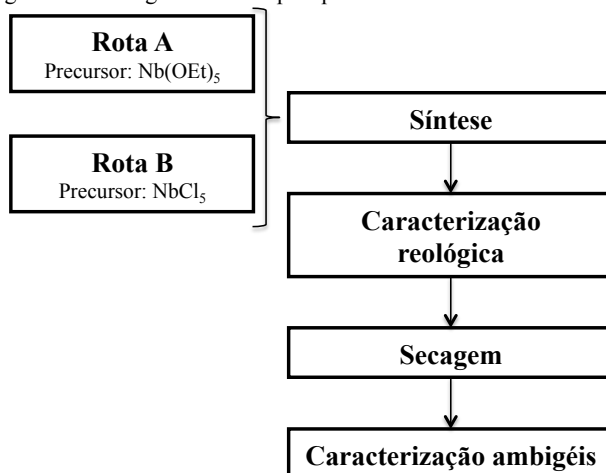 Rota A
Precursor: Nb(OEt)₅
Rota B
Precursor: NbCl₅
Síntese
Caracterização
reológica
Secagem
Caracterização ambigéis